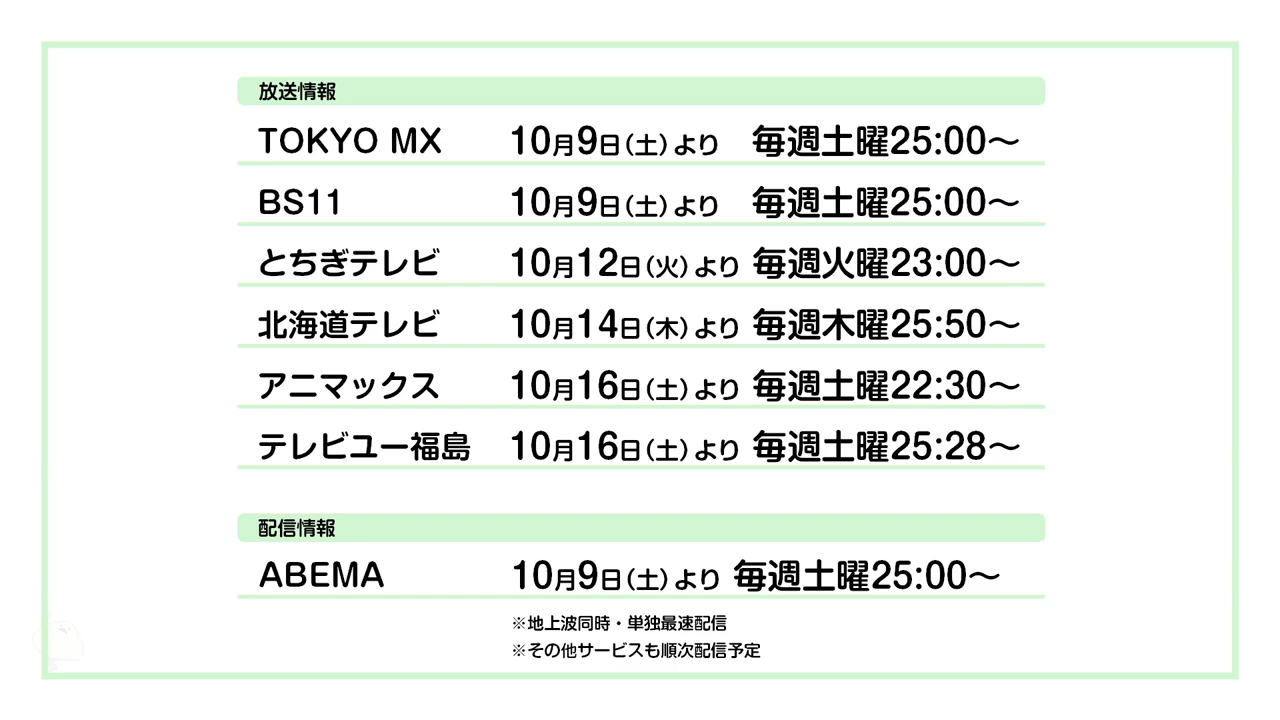 放送情報
TOKYO MX 10月9日(土)より 毎週土曜25:00～
BS11 10月9日(土)より 毎週土曜25:00～
とちぎテレビ 10月12日(火)より 毎週火曜23:00～
北海道テレビ 10月14日(木)より 毎週木曜25:50～
アニマックス 10月16日(土)より 毎週土曜22:30～
テレビユー福島 10月16日(土)より 毎週土曜25:28～
配信情報
ABEMA 10月9日(土)より 毎週土曜25:00～
※地上波同時・単独最速配信
※その他サービスも順次配信予定